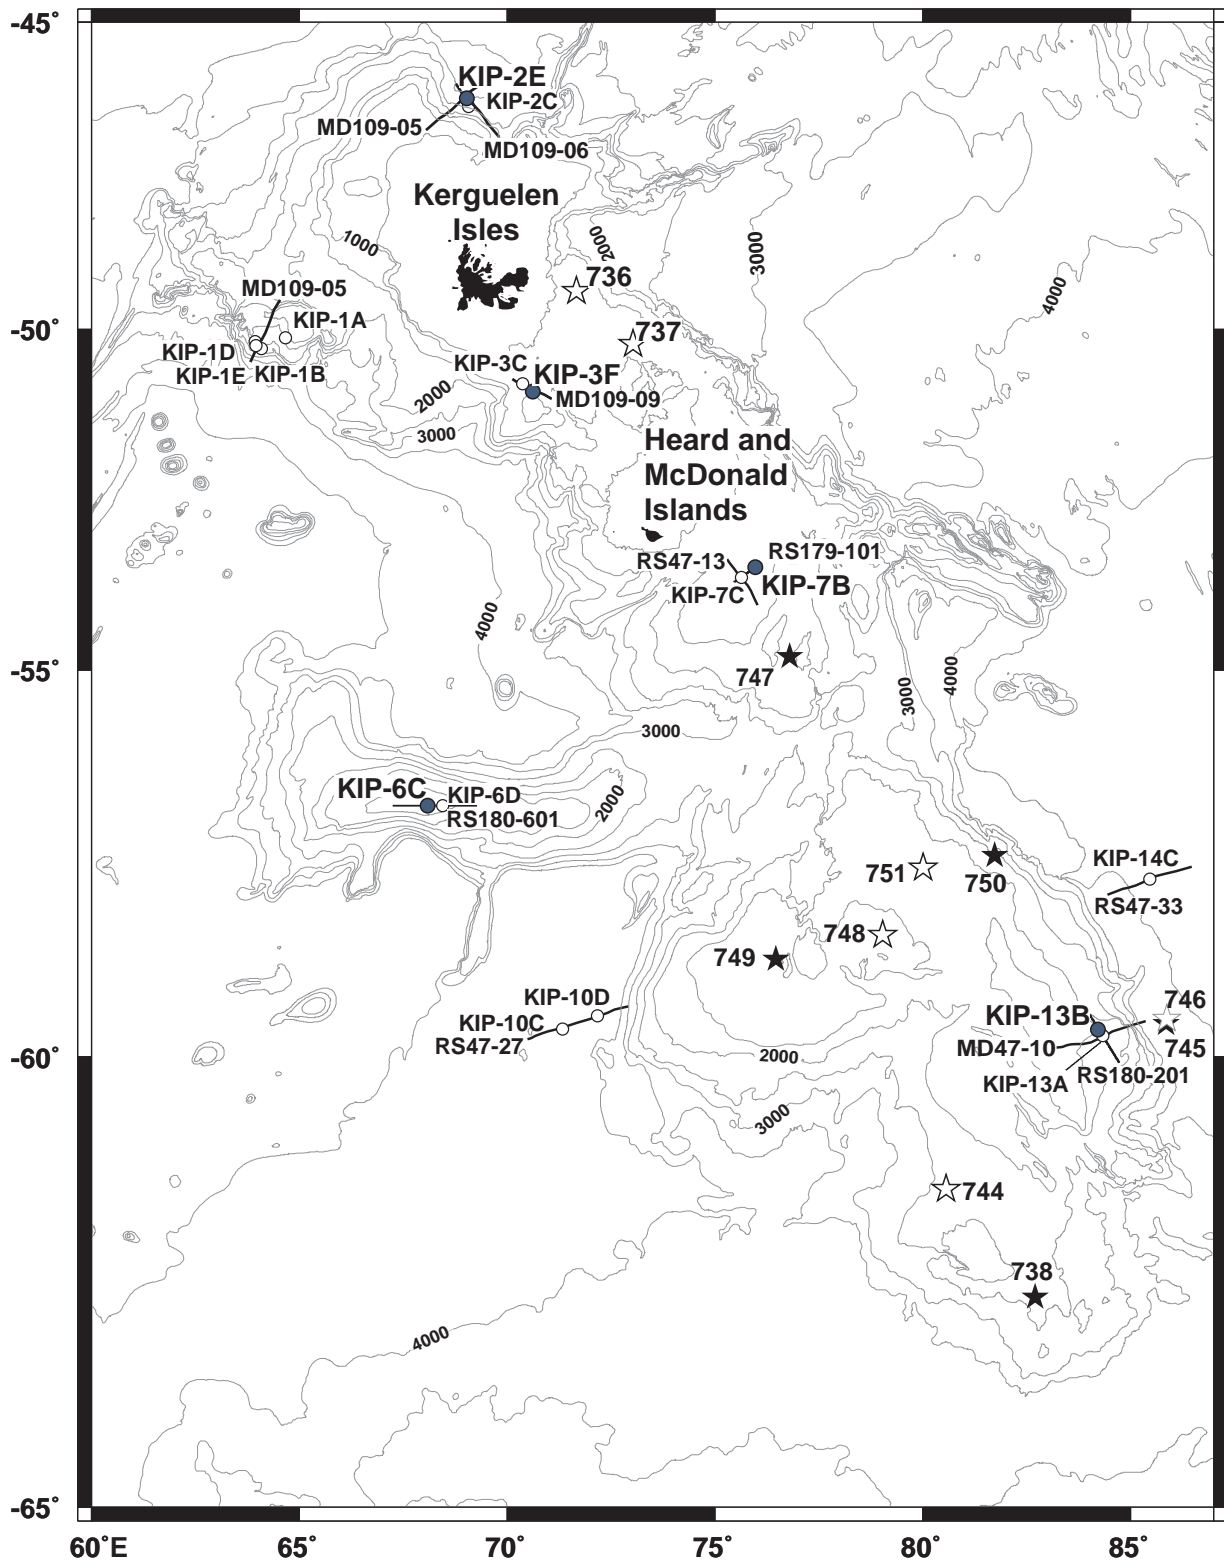 -45°
KIP-2E
KIP-2C
MD109-05
MD109-06
Kerguelen
Isles
1000
2000
3000
4000
736
MD109-05
KIP-1A
-50°
737
KIP-1D
KIP-1E
KIP-1B
KIP-3C
KIP-3F
MD109-09
2000
3000
Heard and
McDonald
Islands
RS179-101
RS47-13
KIP-7C
KIP-7B
4000
-55°
747
3000
4000
3000
KIP-6C
KIP-6D
RS180-601
2000
751
750
KIP-14C
RS47-33
748
749
KIP-10D
KIP-10C
RS47-27
746
KIP-13B
745
MD47-10
KIP-13A
RS180-201
-60°
2000
3000
744
738
4000
-65°
60°E
65°
70°
75°
80°
85°